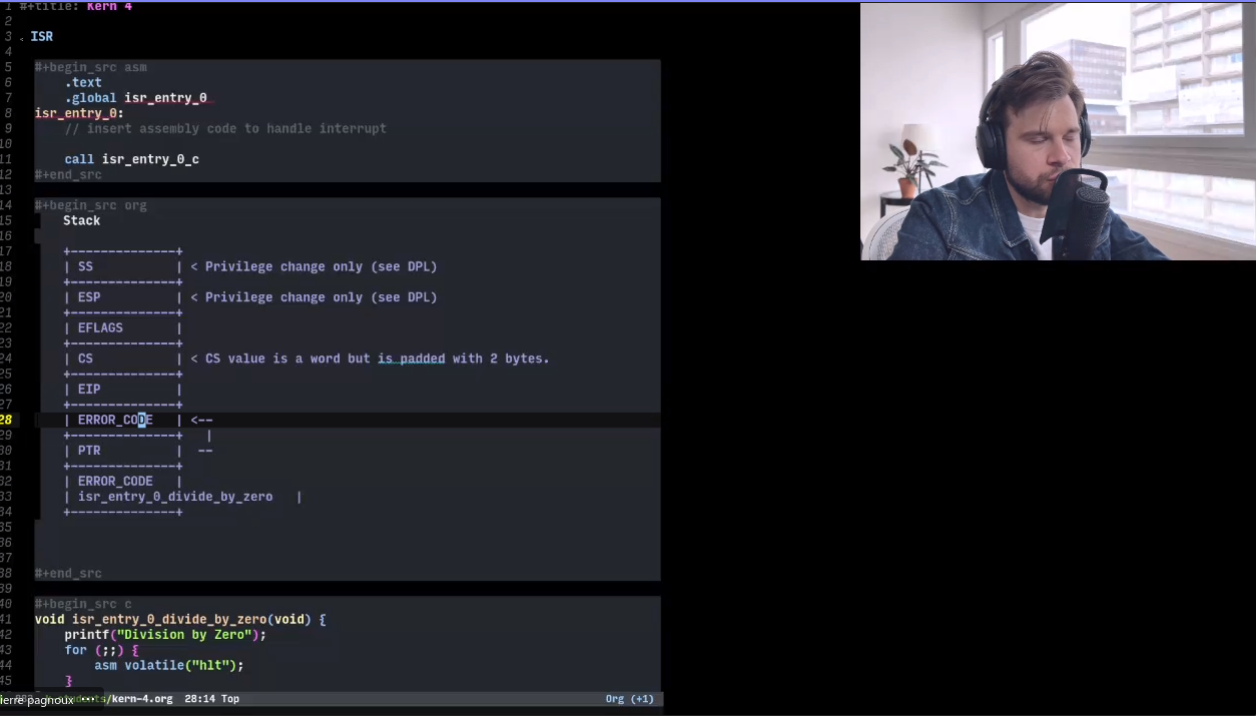 1 #+title: Kern 4
2
3 ISR
4
5 #+begin_src asm
6 .text
7 .global isr_entry_0
8 isr_entry_0:
9 // insert assembly code to handle interrupt
10
11 call isr_entry_0_c
12 #+end_src
13
14 #+begin_src org
15 Stack
16
17 +--------------+
18 | SS | < Privilege change only (see DPL)
19 +--------------+
20 | ESP | < Privilege change only (see DPL)
21 +--------------+
22 | EFLAGS |
23 +--------------+
24 | CS | < CS value is a word but is padded with 2 bytes.
25 +--------------+
26 | EIP |
27 +--------------+
28 | ERROR_CODE | <--
29 +--------------+ |
30 | PTR | --
31 +--------------+
32 | ERROR_CODE |
33 | isr_entry_0_divide_by_zero |
34 +--------------+
35
36
37
38 #+end_src
39
40 #+begin_src c
41 void isr_entry_0_divide_by_zero(void) {
42 printf("Division by Zero");
43 for (;;) {
44 asm volatile("hlt");
45 }
ierre pagnoux /kern-4.org 28:14 Top Org (+1)